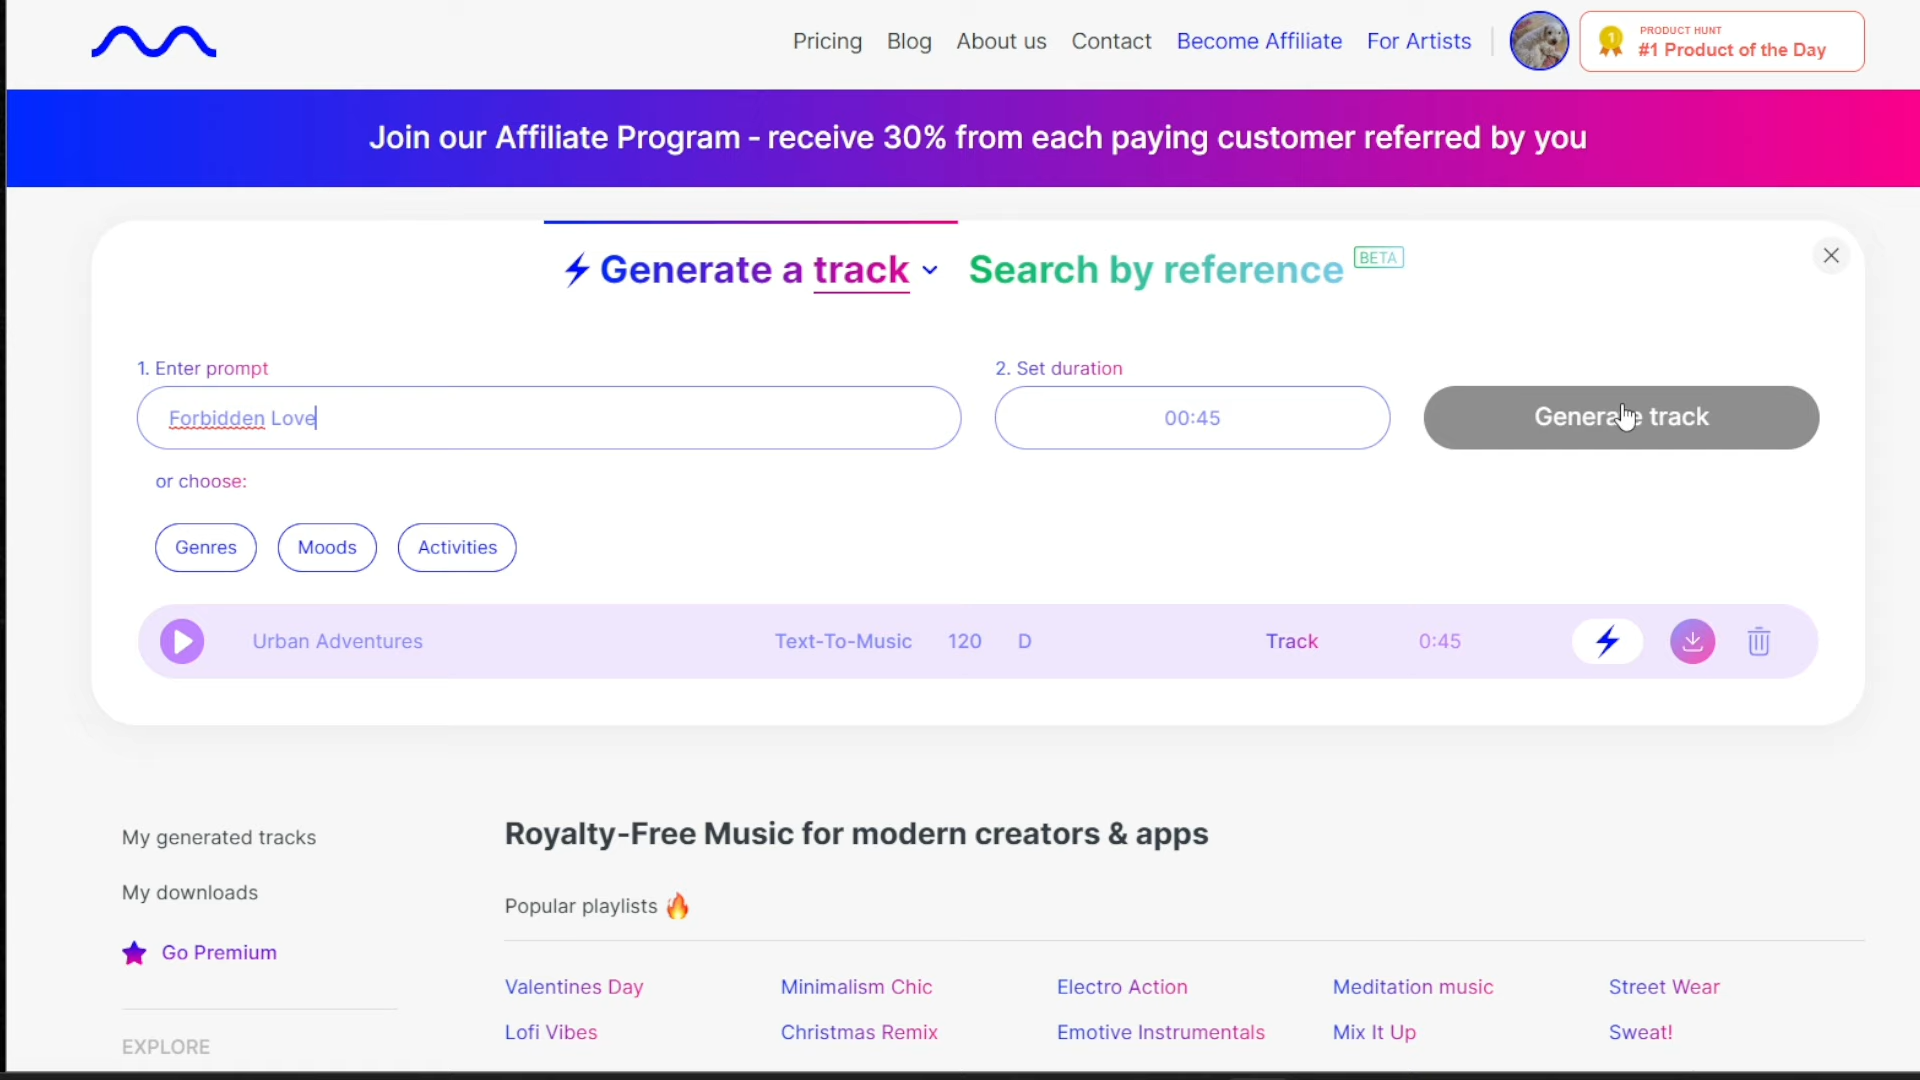 Pricing Blog About us Contact Become Affiliate For Artists
1
PRODUCT HUNT
#1 Product of the Day
Join our Affiliate Program - receive 30% from each paying customer referred by you
Generate a track Search by reference BETA
1. Enter prompt
2. Set duration
Forbidden Love
00:45
Generate track
or choose:
Genres Moods Activities
Urban Adventures Text-To-Music 120 D Track 0:45
My generated tracks
My downloads
Go Premium
EXPLORE
Royalty-Free Music for modern creators & apps
Popular playlists
Valentines Day Minimalism Chic Electro Action Meditation music Street Wear
Lofi Vibes Christmas Remix Emotive Instrumentals Mix It Up Sweat!